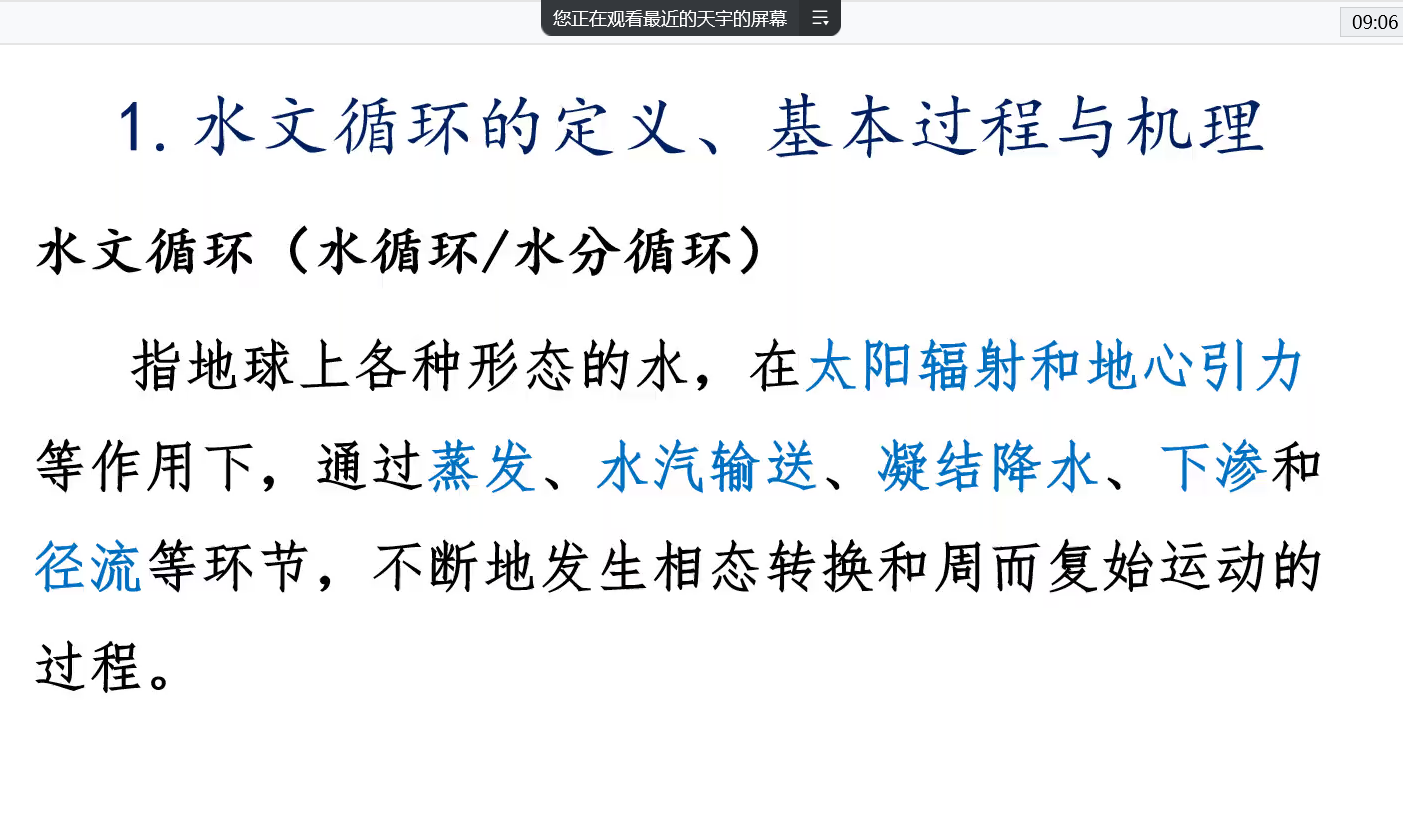 您正在观看最近的天宇的屏幕
09:06
1. 水文循环的定义、基本过程与机理
水文循环（水循环/水分循环）
指地球上各种形态的水，在太阳辐射和地心引力
等作用下，通过蒸发、水汽输送、凝结降水、下渗和
径流等环节，不断地发生相态转换和周而复始运动的
过程。